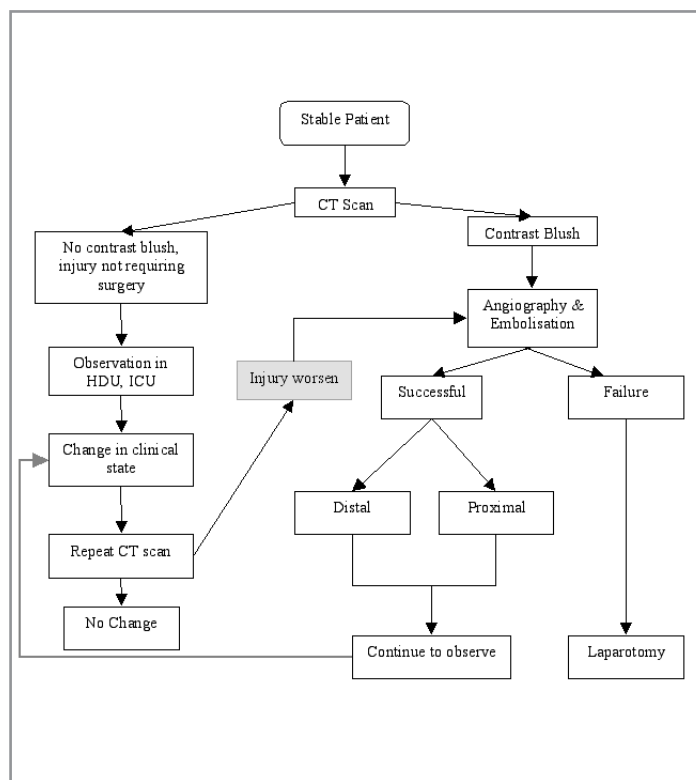 Stable Patient
CT Scan
No contrast blush,
injury not requiring
surgery
Contrast Blush
Angiography &
Embolisation
Observation in
HDU, ICU
Injury worsen
Successful
Failure
Change in clinical
state
Distal
Proximal
Repeat CT scan
No Change
Continue to observe
Laparotomy